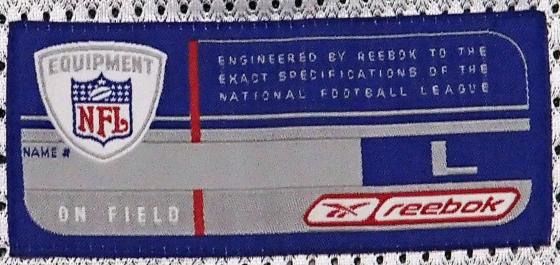 EQUIPMENT
NFL
ENGINEERED BY REEBOK TO THE
EXACT SPECIFICATIONS OF THE
NATIONAL FOOTBALL LEAGUE
NAME #
L
ON FIELD
reebok